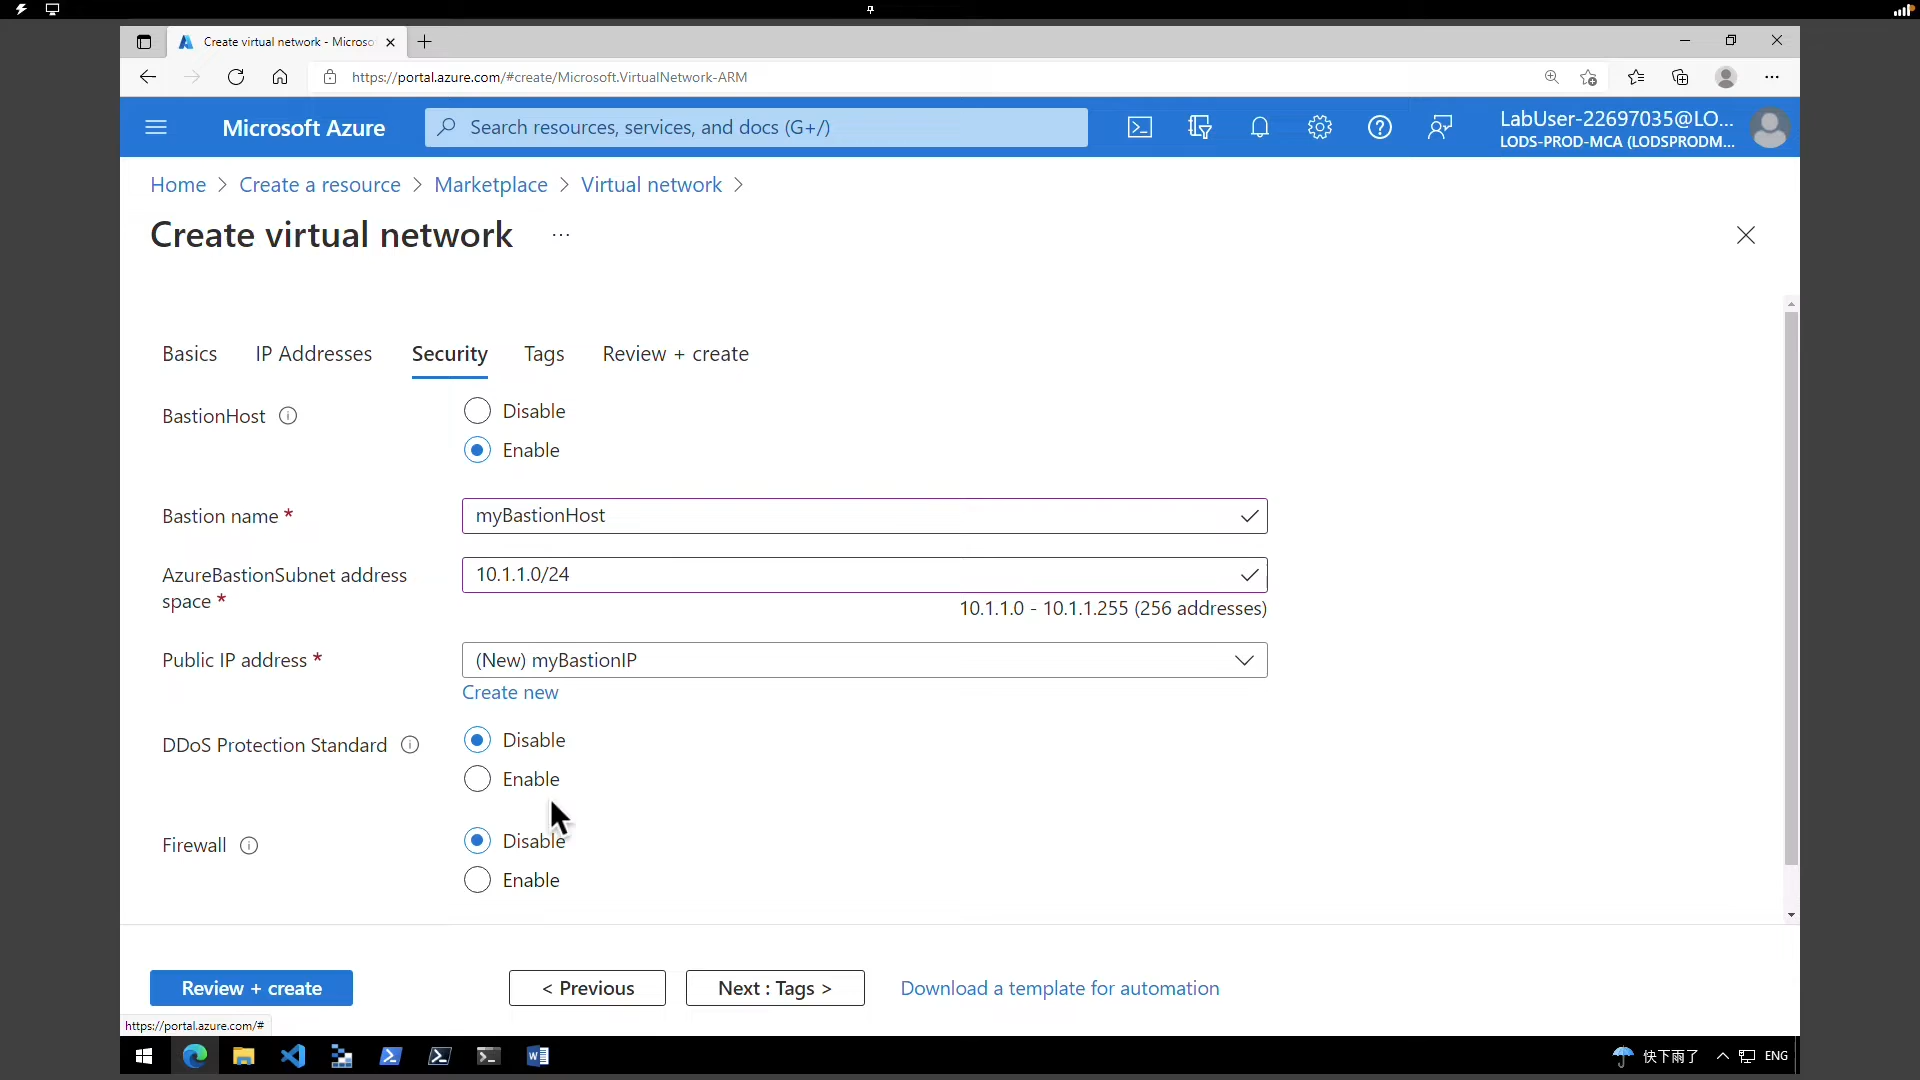 Create virtual network - Microso
https://portal.azure.com/#create/Microsoft.VirtualNetwork-ARM
Microsoft Azure
Search resources, services, and docs (G+/)
LabUser-22697035@LO...
LODS-PROD-MCA (LODSPRODM...
Home > Create a resource > Marketplace > Virtual network >
Create virtual network ...
Basics IP Addresses Security Tags Review + create
BastionHost
Disable
Enable
Bastion name *
myBastionHost
AzureBastionSubnet address
space *
10.1.1.0/24
10.1.1.0 - 10.1.1.255 (256 addresses)
Public IP address *
(New) myBastionIP
Create new
DDoS Protection Standard
Disable
Enable
Firewall
Disable
Enable
Review + create
< Previous
Next : Tags >
Download a template for automation
https://portal.azure.com/#
快下雨了
ENG